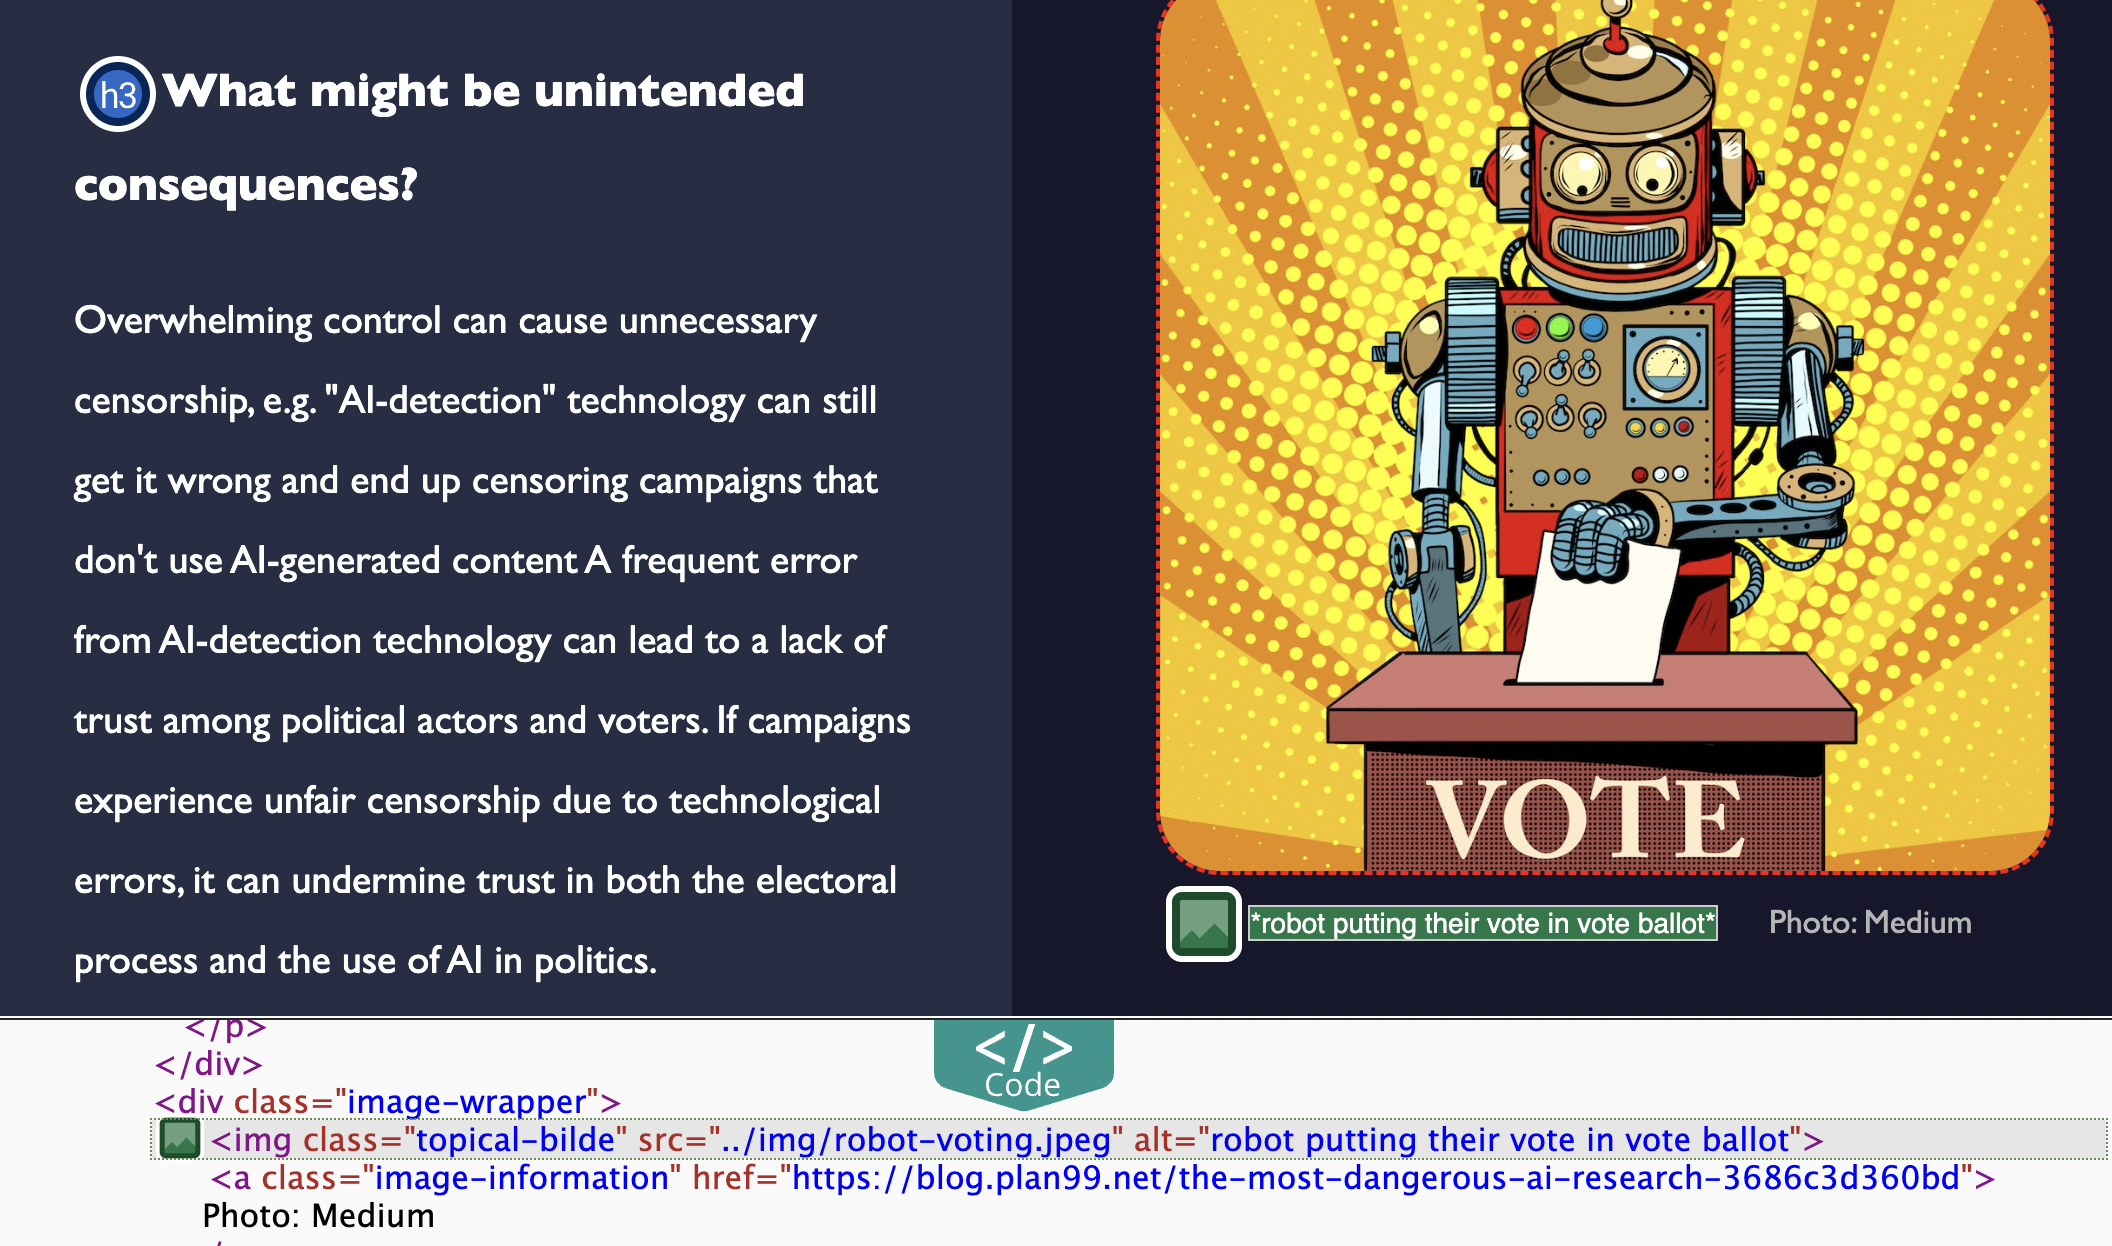 h3 What might be unintended
consequences?
Overwhelming control can cause unnecessary
censorship, e.g. "AI-detection" technology can still
get it wrong and end up censoring campaigns that
don't use AI-generated content A frequent error
from AI-detection technology can lead to a lack of
trust among political actors and voters. If campaigns
experience unfair censorship due to technological
errors, it can undermine trust in both the electoral
process and the use of AI in politics.
VOTE
*robot putting their vote in vote ballot*
Photo: Medium
</>
Code
</p>
</div>
<div class="image-wrapper">
<img class="topical-bilde" src="../img/robot-voting.jpeg" alt="robot putting their vote in vote ballot">
<a class="image-information" href="https://blog.plan99.net/the-most-dangerous-ai-research-3686c3d360bd">
Photo: Medium